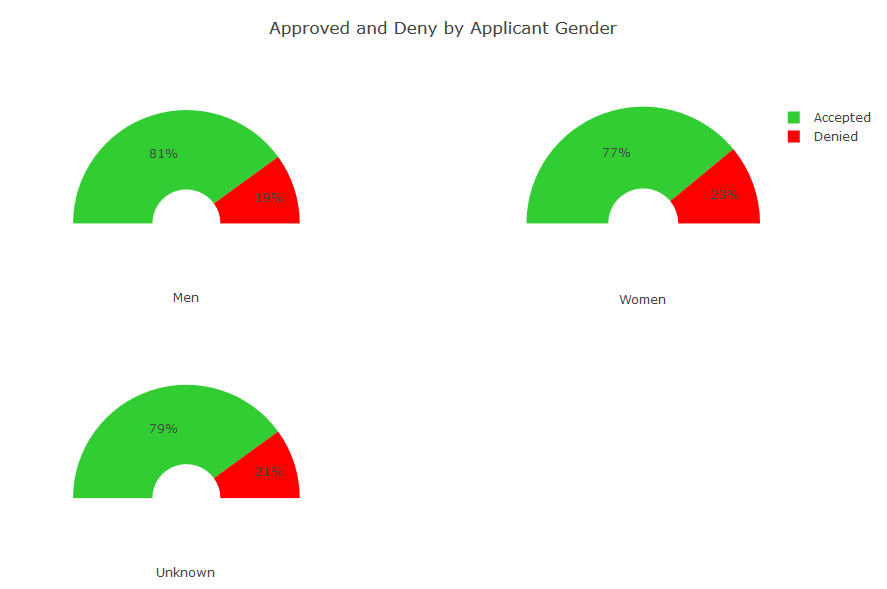 Approved and Deny by Applicant Gender
81%
19%
Men
77%
23%
Women
Accepted
Denied
79%
21%
Unknown